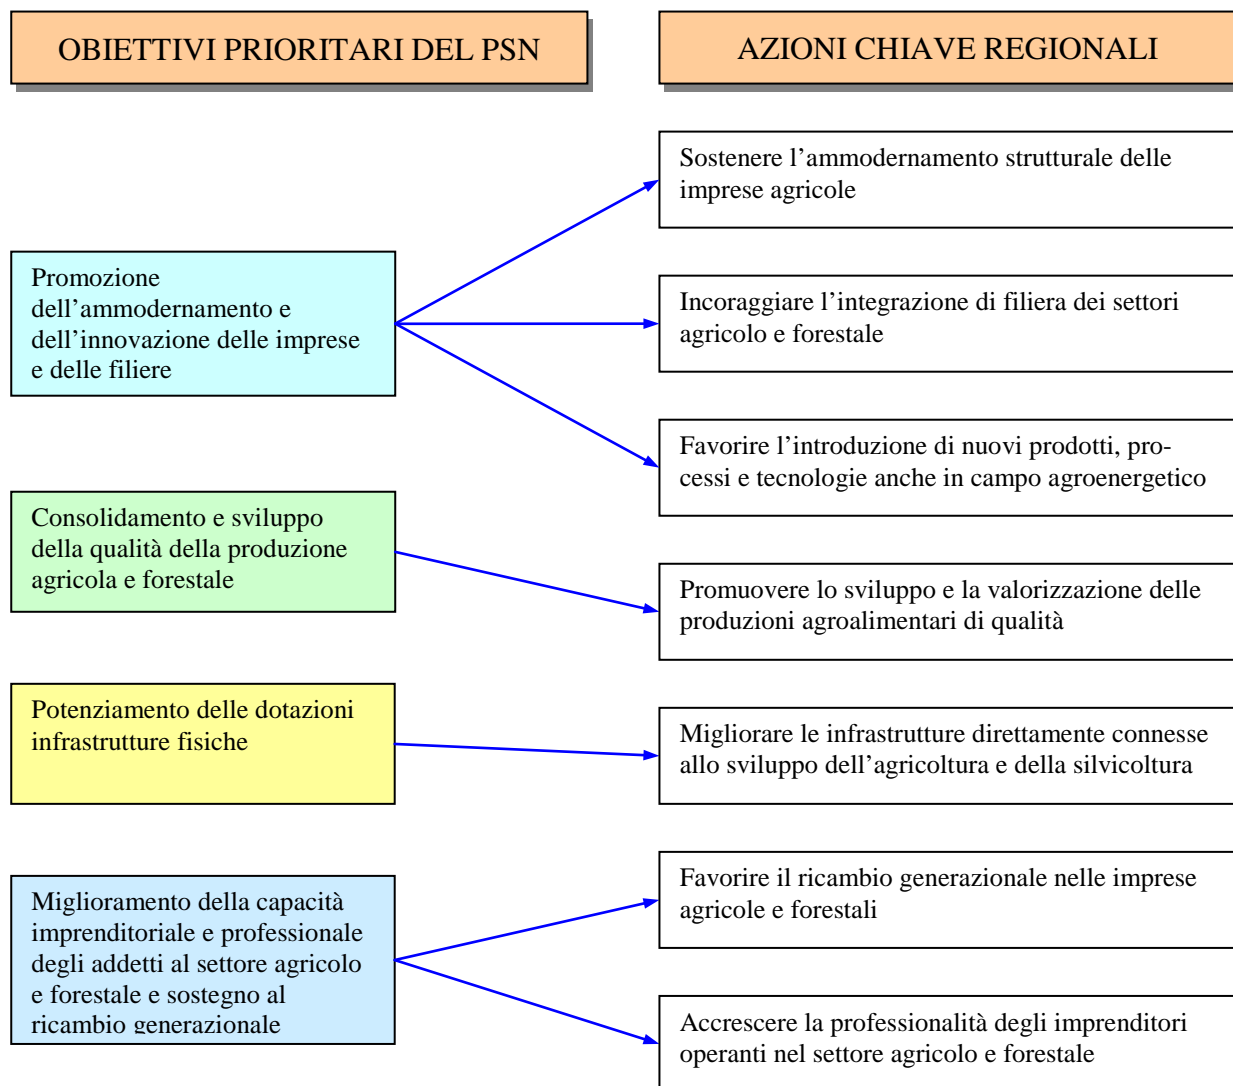 OBIETTIVI PRIORITARI DEL PSN
AZIONI CHIAVE REGIONALI
Sostenere l’ammodernamento strutturale delle
imprese agricole
Promozione
dell’ammodernamento e
dell’innovazione delle imprese
e delle filiere
Incoraggiare l’integrazione di filiera dei settori
agricolo e forestale
Favorire l’introduzione di nuovi prodotti, pro-
cessi e tecnologie anche in campo agroenergetico
Consolidamento e sviluppo
della qualità della produzione
agricola e forestale
Promuovere lo sviluppo e la valorizzazione delle
produzioni agroalimentari di qualità
Potenziamento delle dotazioni
infrastrutture fisiche
Migliorare le infrastrutture direttamente connesse
allo sviluppo dell’agricoltura e della silvicoltura
Miglioramento della capacità
imprenditoriale e professionale
degli addetti al settore agricolo
e forestale e sostegno al
ricambio generazionale
Favorire il ricambio generazionale nelle imprese
agricole e forestali
Accrescere la professionalità degli imprenditori
operanti nel settore agricolo e forestale